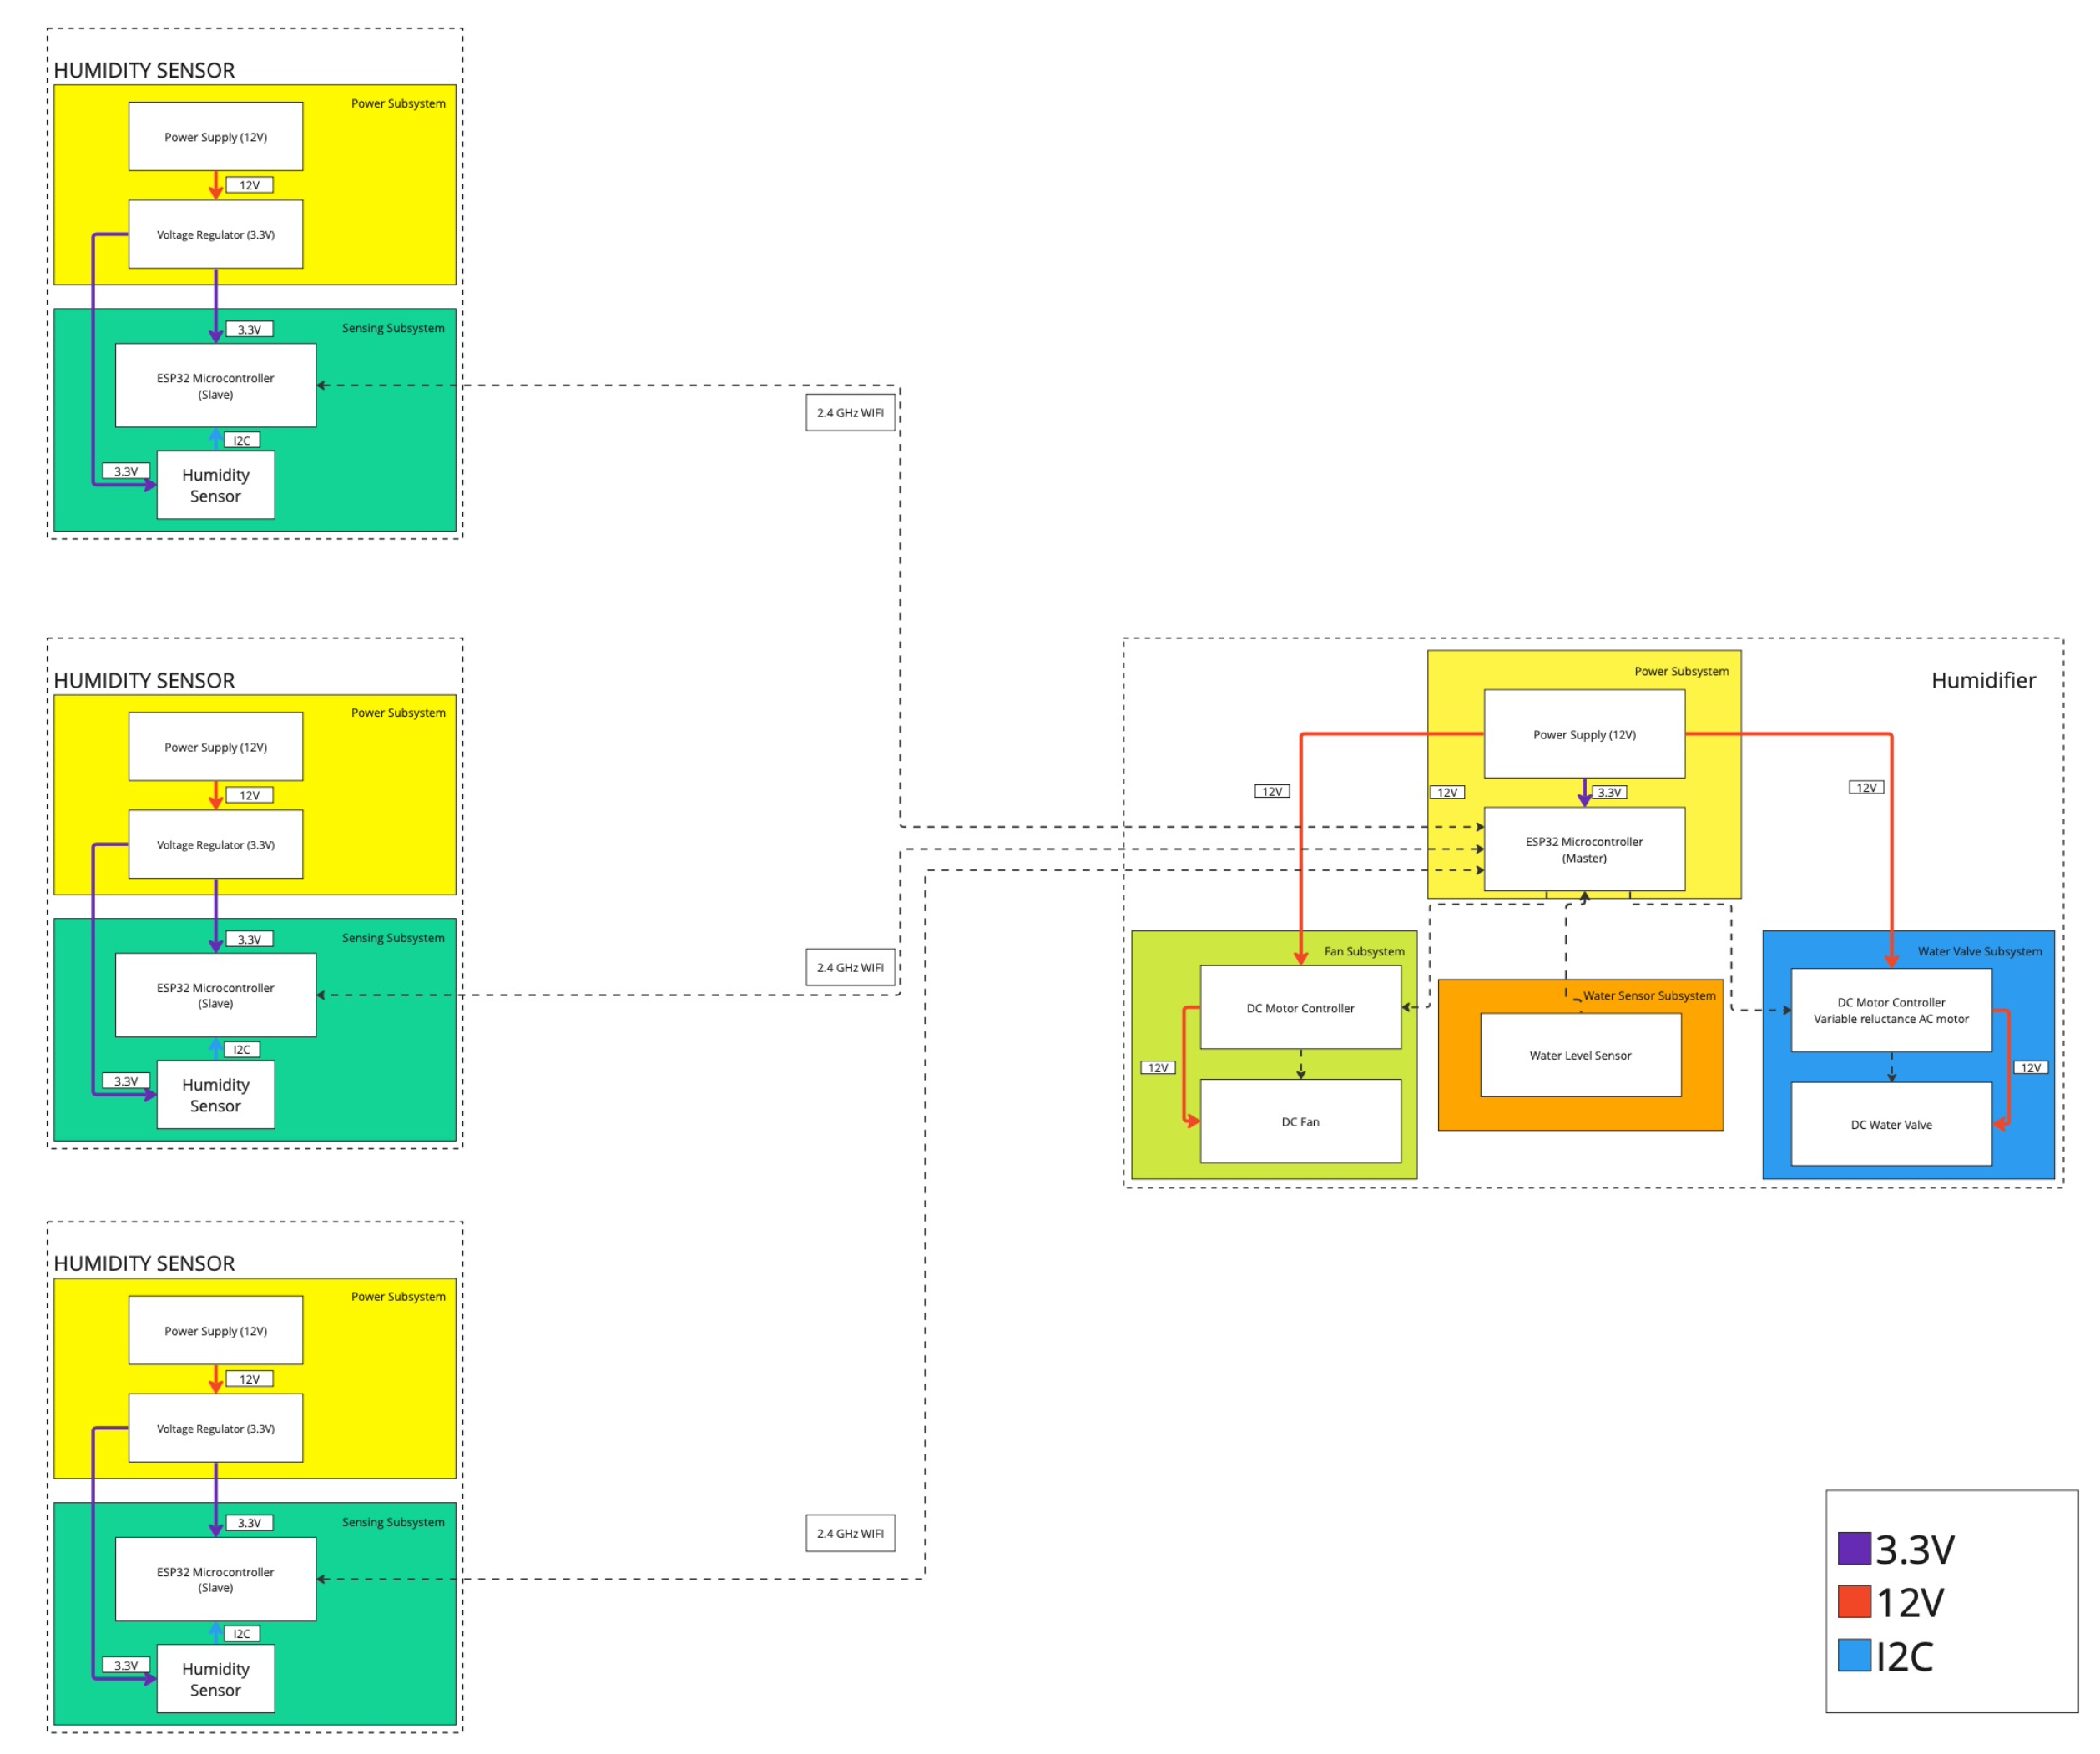 HUMIDITY SENSOR
Power Subsystem
Power Supply (12V)
12V
Voltage Regulator (3.3V)
Sensing Subsystem
3.3V
ESP32 Microcontroller
(Slave)
I2C
3.3V
Humidity
Sensor
2.4 GHz WIFI
HUMIDITY SENSOR
Power Subsystem
Power Supply (12V)
12V
Voltage Regulator (3.3V)
Sensing Subsystem
3.3V
ESP32 Microcontroller
(Slave)
I2C
3.3V
Humidity
Sensor
2.4 GHz WIFI
HUMIDITY SENSOR
Power Subsystem
Power Supply (12V)
12V
Voltage Regulator (3.3V)
Sensing Subsystem
3.3V
ESP32 Microcontroller
(Slave)
I2C
3.3V
Humidity
Sensor
2.4 GHz WIFI
Humidifier
Power Subsystem
Power Supply (12V)
12V
12V
3.3V
12V
ESP32 Microcontroller
(Master)
Fan Subsystem
DC Motor Controller
12V
DC Fan
Water Sensor Subsystem
Water Level Sensor
Water Valve Subsystem
DC Motor Controller
Variable reluctance AC motor
12V
DC Water Valve
3.3V
12V
I2C